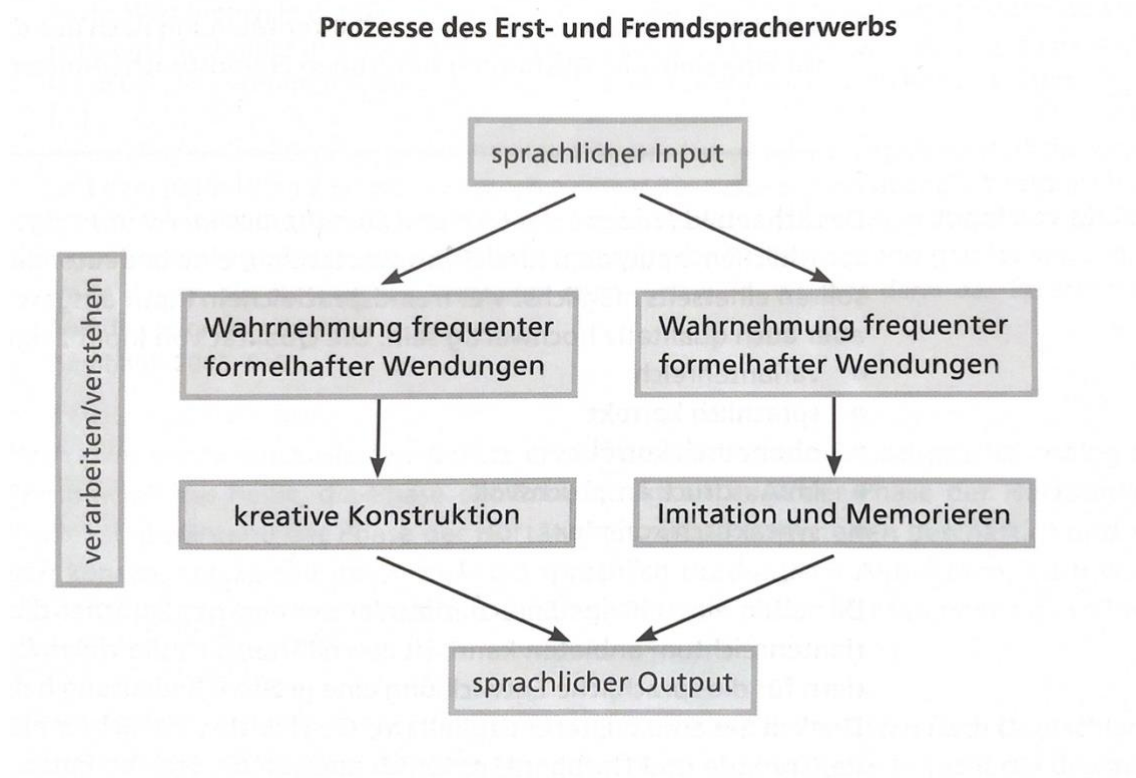 Prozesse des Erst- und Fremdspracherwerbs
sprachlicher Input
verarbeiten/verstehen
Wahrnehmung frequenter
formelhafter Wendungen
Wahrnehmung frequenter
formelhafter Wendungen
kreative Konstruktion
Imitation und Memorieren
sprachlicher Output